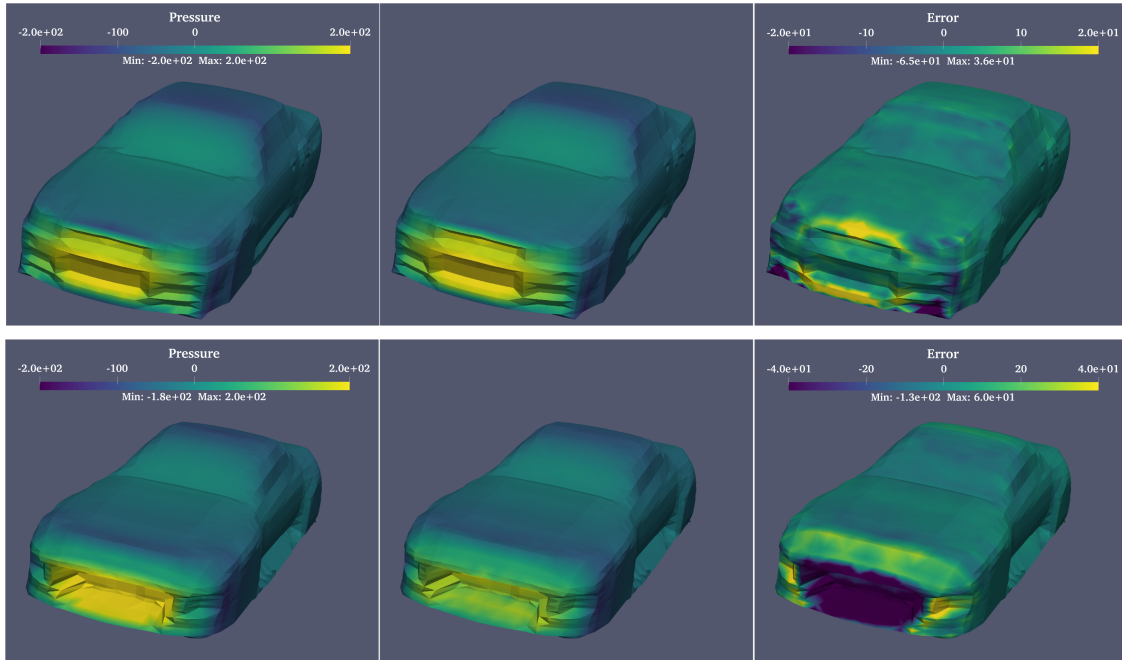 Pressure
-2.0e+02 -100 0 2.0e+02
Min: -2.0e+02 Max: 2.0e+02
Error
-2.0e+01 -10 0 10 2.0e+01
Min: -6.5e+01 Max: 3.6e+01
Pressure
-2.0e+02 -100 0 2.0e+02
Min: -1.8e+02 Max: 2.0e+02
Error
-4.0e+01 -20 0 20 4.0e+01
Min: -1.3e+02 Max: 6.0e+01